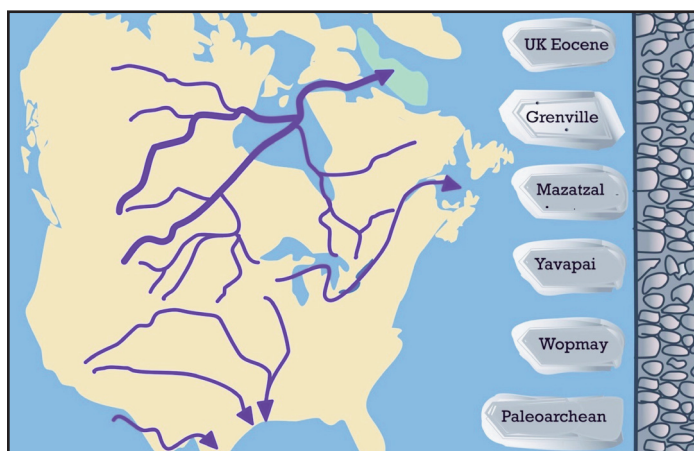 UK Eocene
Grenville
Mazatzal
Yavapai
Wopmay
Paleoarchean